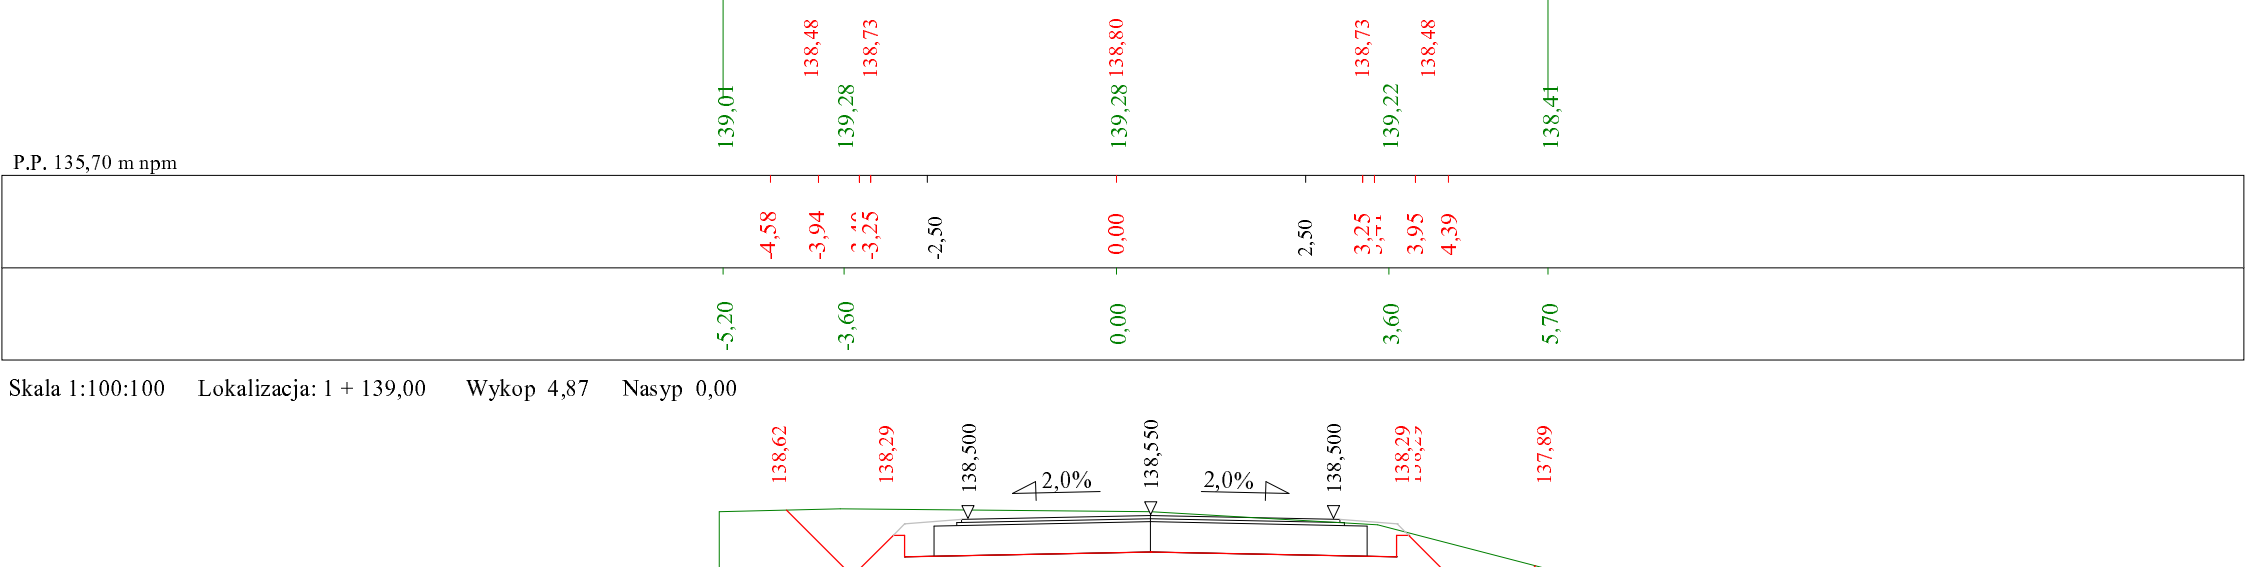 138,48 138,73 138,80 138,73 138,48
139,01 139,28 139,28 139,22 138,41
P.P. 135,70 m npm
-4,58 -3,94 -3,25 -2,50 0,00 2,50 3,25 3,95 4,39
-5,20 -3,60 0,00 3,60 5,70
Skala 1:100:100 Lokalizacja: 1 + 139,00 Wykop 4,87 Nasyp 0,00
138,62 138,29 138,500 138,550 138,500 138,29 137,89
2,0% 2,0%